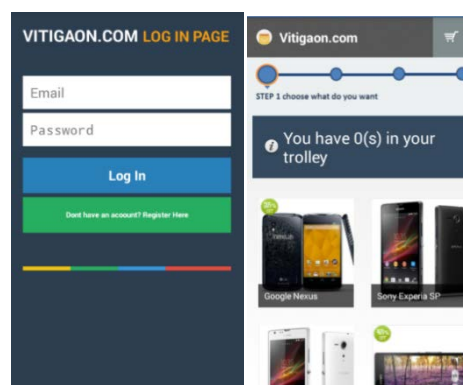 VITIGAON.COM LOG IN PAGE
Email
Password
Log In
Dont have an acoount? Register Here
Vitigaon.com
STEP 1 choose what do you want
You have 0(s) in your
trolley
Google Nexus
Sony Experia SP